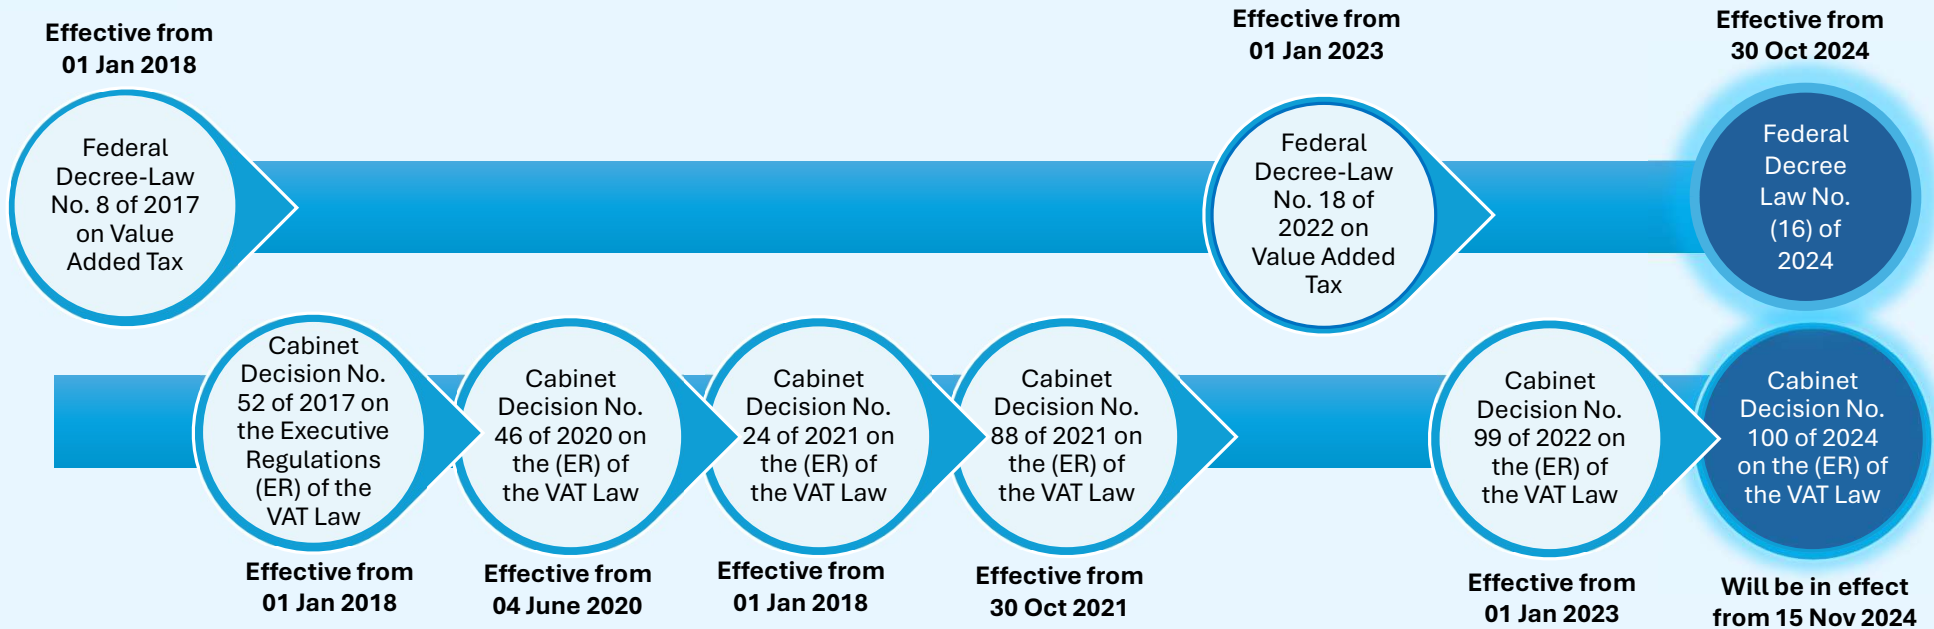 Effective from
01 Jan 2018
Federal
Decree-Law
No. 8 of 2017
on Value
Added Tax
Effective from
01 Jan 2023
Federal
Decree-Law
No. 18 of
2022 on
Value Added
Tax
Effective from
30 Oct 2024
Federal
Decree
Law No.
(16) of
2024
Cabinet
Decision No.
52 of 2017 on
the Executive
Regulations
(ER) of the
VAT Law
Effective from
01 Jan 2018
Cabinet
Decision No.
46 of 2020 on
the (ER) of
the VAT Law
Effective from
04 June 2020
Cabinet
Decision No.
24 of 2021 on
the (ER) of
the VAT Law
Effective from
01 Jan 2018
Cabinet
Decision No.
88 of 2021 on
the (ER) of
the VAT Law
Effective from
30 Oct 2021
Cabinet
Decision No.
99 of 2022 on
the (ER) of
the VAT Law
Effective from
01 Jan 2023
Cabinet
Decision No.
100 of 2024
on the (ER) of
the VAT Law
Will be in effect
from 15 Nov 2024